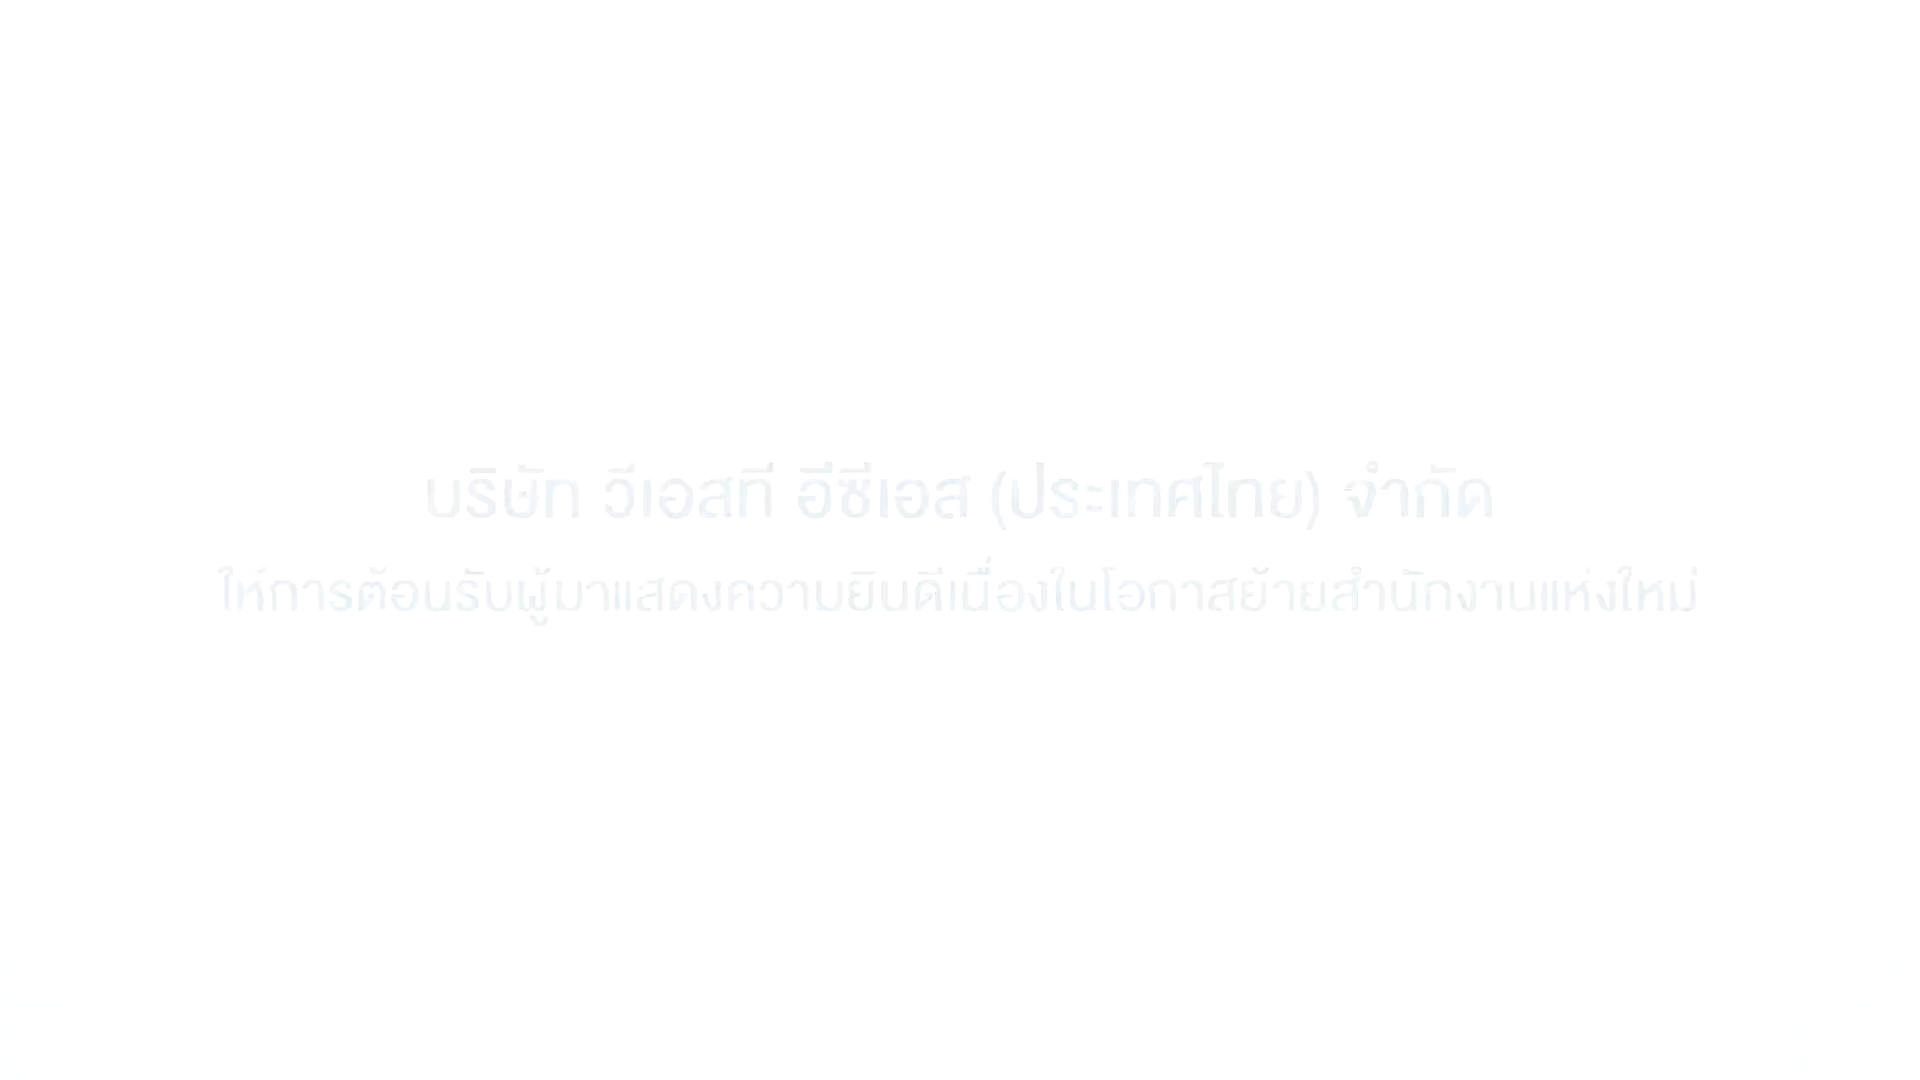 บริษัท วีเอสที อีซีเอส (ประเทศไทย) จำกัด
ให้การต้อนรับผู้มาแสดงความยินดีเนื่องในโอกาสย้ายสำนักงานแห่งใหม่